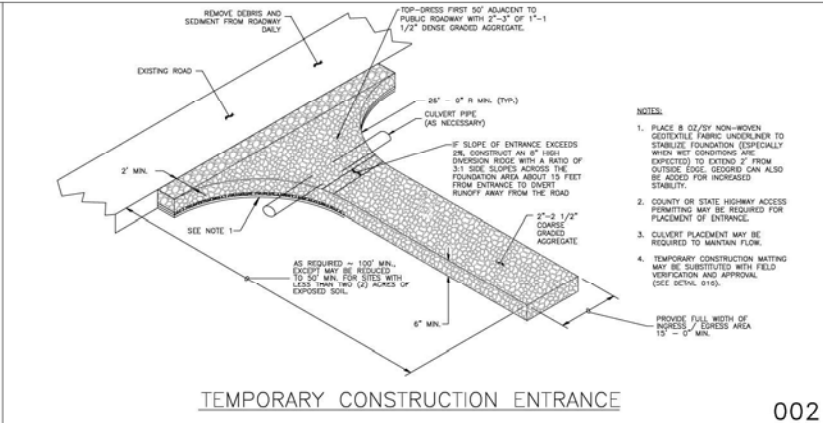 REMOVE DEBRIS AND
SEDIMENT FROM ROADWAY
DAILY
EXISTING ROAD
TOP-DRESS FIRST 50' ADJACENT TO
PUBLIC ROADWAY WITH 2"-3" OF 1"-1
1/2" DENSE GRADED AGGREGATE.
R MIN. (TYP.)
CULVERT PIPE
(AS NECESSARY)
IF SLOPE OF ENTRANCE EXCEEDS
2%, CONSTRUCT AN 6" HIGH
DIVERSION RIDGE WITH A RATIO OF
3:1 SIDE SLOPES ACROSS THE
FOUNDATION AREA ABOUT 15 FEET
FROM ENTRANCE TO DIVERT
RUNOFF AWAY FROM THE ROAD
2' MIN.
SEE NOTE 1
2"-2 1/2"
COARSE
GRADED
AGGREGATE
AS REQUIRED ~ 100' MIN.,
EXCEPT MAY BE REDUCED
TO 50' MIN. FOR SITES WITH
LESS THAN TWO (2) ACRES OF
EXPOSED SOIL.
6" MIN.
PROVIDE FULL WIDTH OF
INGRESS / EGRESS AREA
15' - 0" MIN.
NOTES:
1. PLACE 8 OZ/SY NON-WOVEN
GEOTEXTILE FABRIC UNDERLINER TO
STABILIZE FOUNDATION (ESPECIALLY
WHEN WET CONDITIONS ARE
EXPECTED) TO EXTEND 2' FROM
OUTSIDE EDGE. GEOGRID CAN ALSO
BE ADDED FOR INCREASED
STABILITY.
2. COUNTY OR STATE HIGHWAY ACCESS
PERMITTING MAY BE REQUIRED FOR
PLACEMENT OF ENTRANCE.
3. CULVERT PLACEMENT MAY BE
REQUIRED TO MAINTAIN FLOW.
4. TEMPORARY CONSTRUCTION MATTING
MAY BE SUBSTITUTED WITH FIELD
VERIFICATION AND APPROVAL
(SEE DETAIL 016).
TEMPORARY CONSTRUCTION ENTRANCE
002